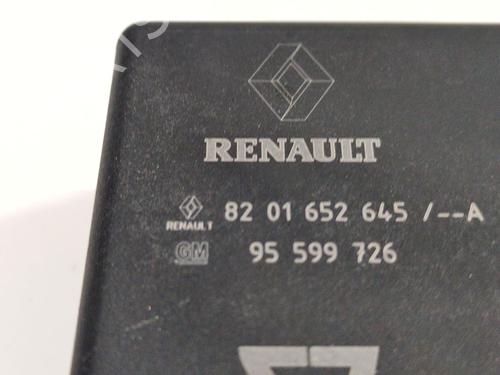 RENAULT
RENAULT 82 01 652 645 /--A
GM 95 599 726